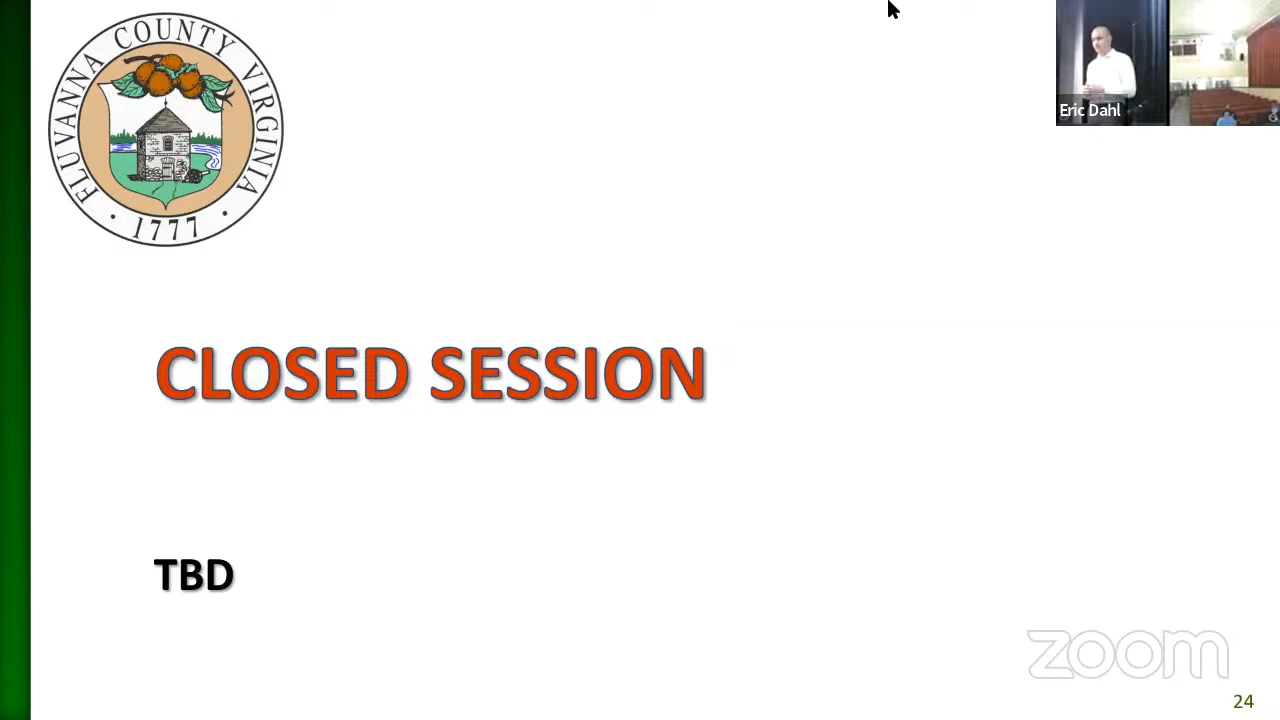 FLUVANNA COUNTY VIRGINIA
· 1777 ·
Eric Dahl
CLOSED SESSION
TBD
zoom
24